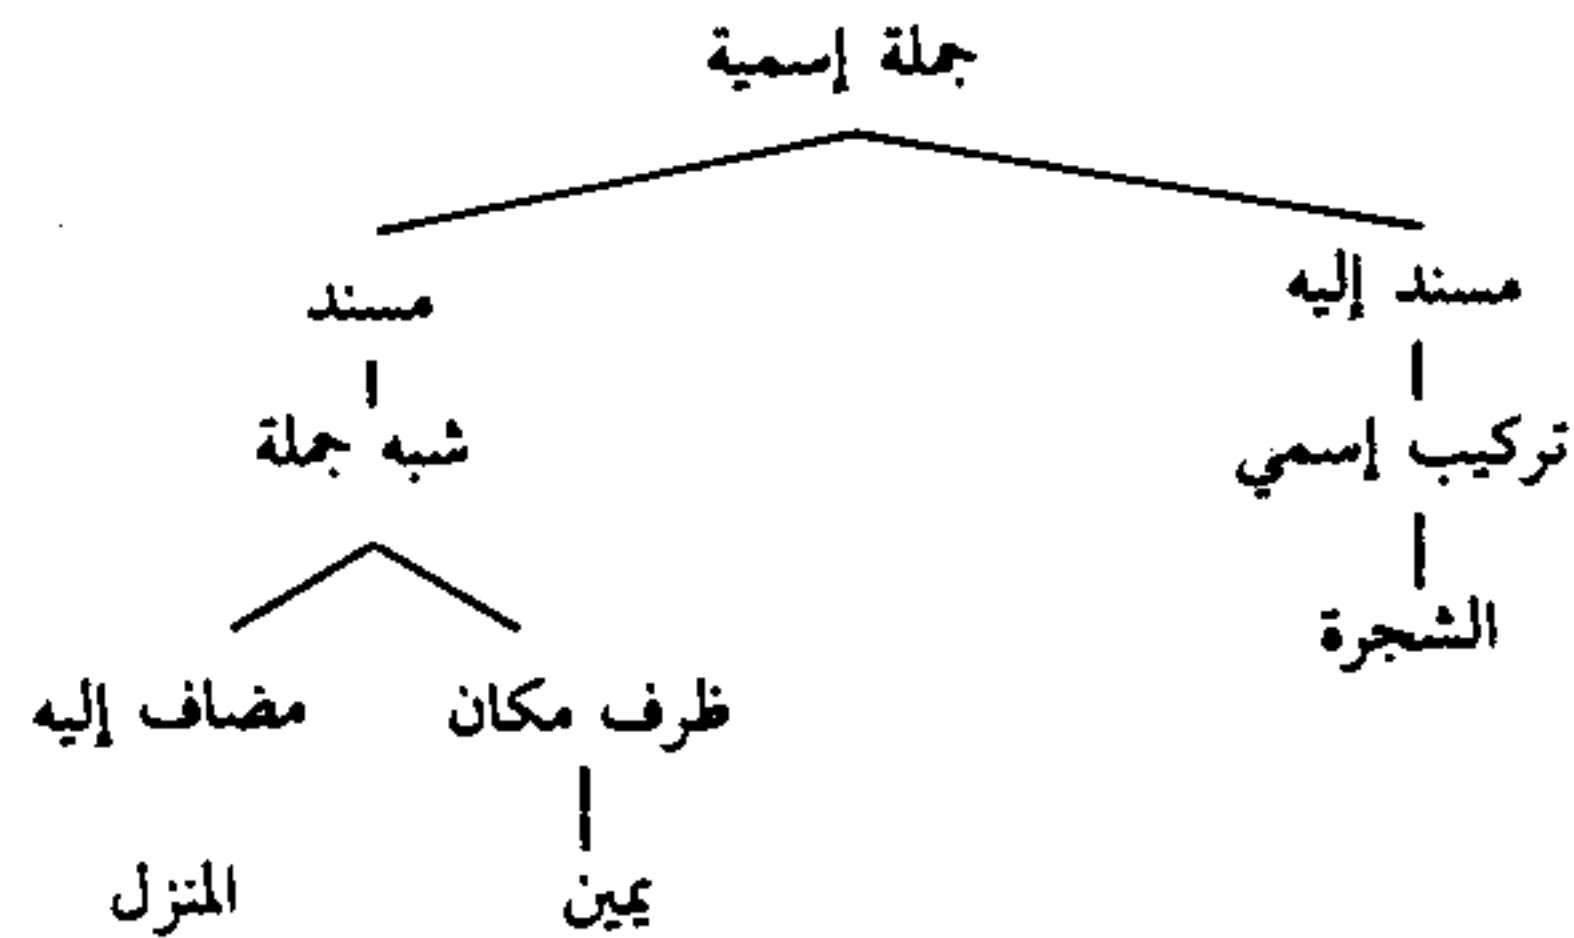 جملة إسمية
مسند إليه
مسند
تركيب إسمي
شبه جملة
الشجرة
ظرف مكان
مضاف إليه
يمين
المنزل